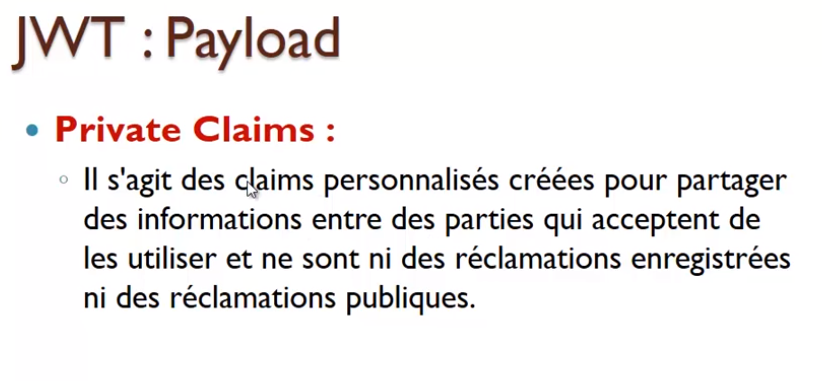 JWT : Payload
• Private Claims :
◦ Il s'agit des claims personnalisés créées pour partager
des informations entre des parties qui acceptent de
les utiliser et ne sont ni des réclamations enregistrées
ni des réclamations publiques.